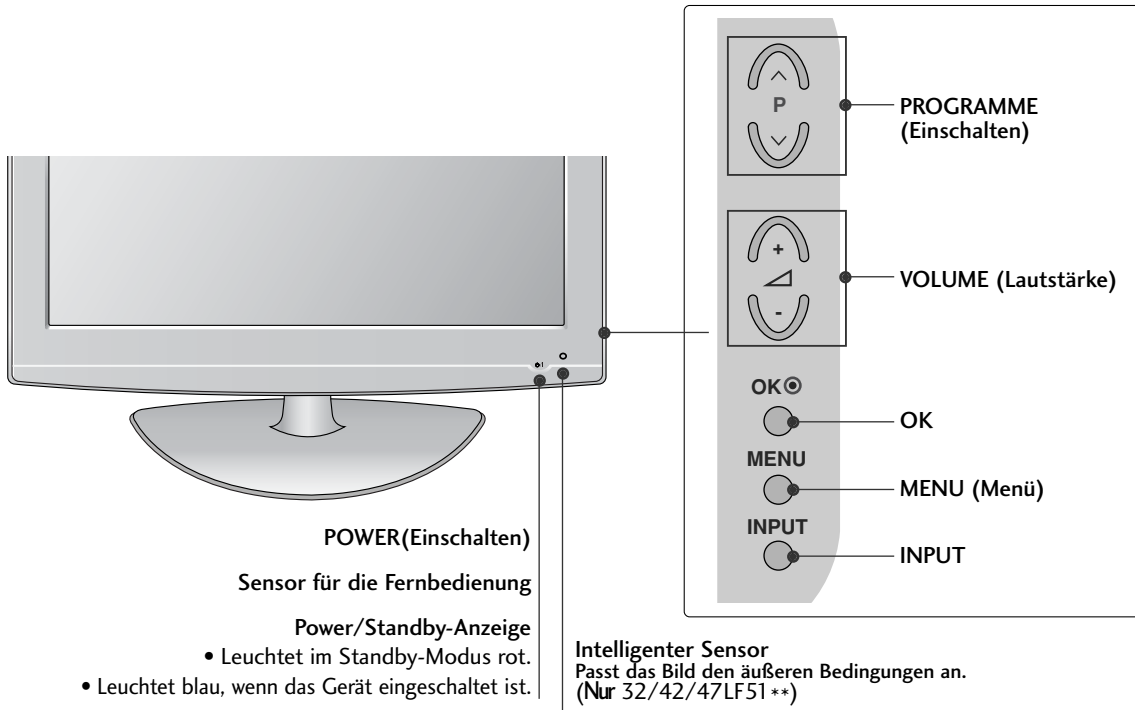 P
PROGRAMME
(Einschalten)
+
-
VOLUME (Lautstärke)
OK
OK
MENU
MENU (Menü)
INPUT
INPUT
POWER(Einschalten)
Sensor für die Fernbedienung
Power/Standby-Anzeige
• Leuchtet im Standby-Modus rot.
• Leuchtet blau, wenn das Gerät eingeschaltet ist.
Intelligenter Sensor
Passt das Bild den äußeren Bedingungen an.
(Nur 32/42/47LF51**)